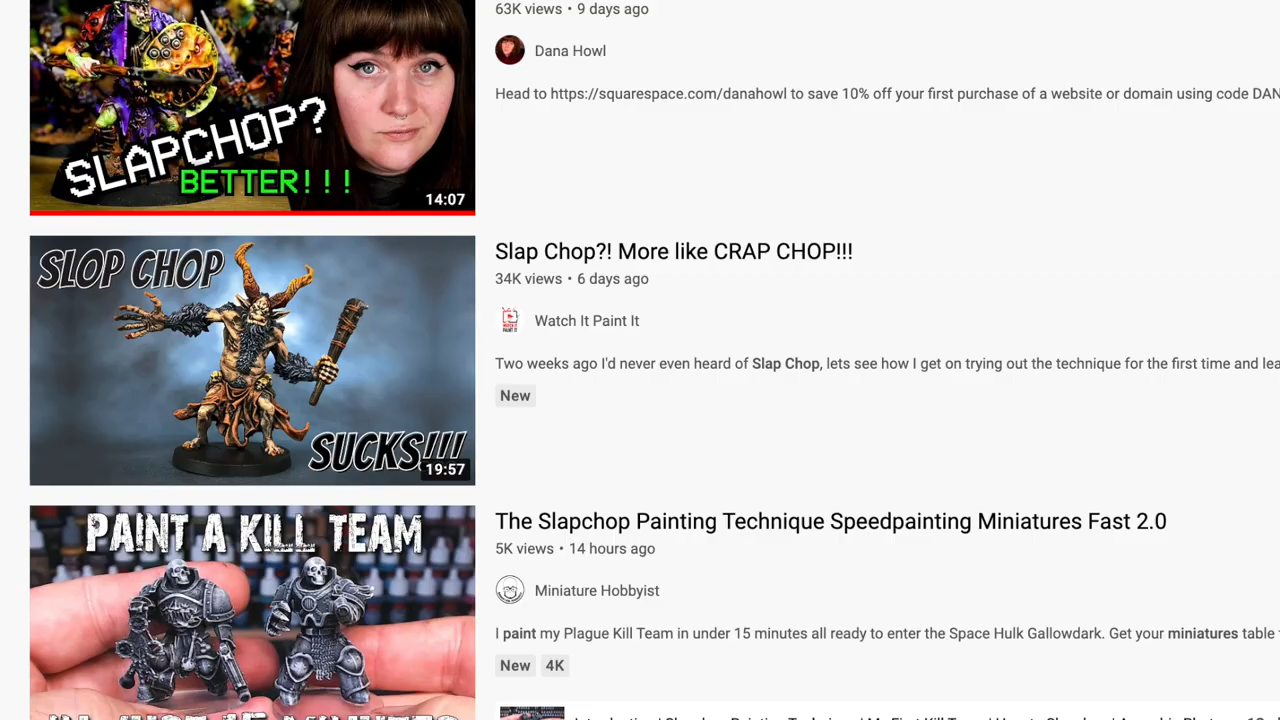 63K views • 9 days ago
Dana Howl
Head to https://squarespace.com/danahowl to save 10% off your first purchase of a website or domain using code DAN
SLAPCHOP?
BETTER!!!
14:07
SLOP CHOP
SUCKS!!!
19:57
Slap Chop?! More like CRAP CHOP!!!
34K views • 6 days ago
Watch It Paint It
Two weeks ago I'd never even heard of Slap Chop, lets see how I get on trying out the technique for the first time and lea
New
PAINT A KILL TEAM
The Slapchop Painting Technique Speedpainting Miniatures Fast 2.0
5K views • 14 hours ago
Miniature Hobbyist
I paint my Plague Kill Team in under 15 minutes all ready to enter the Space Hulk Gallowdark. Get your miniatures table
New 4K